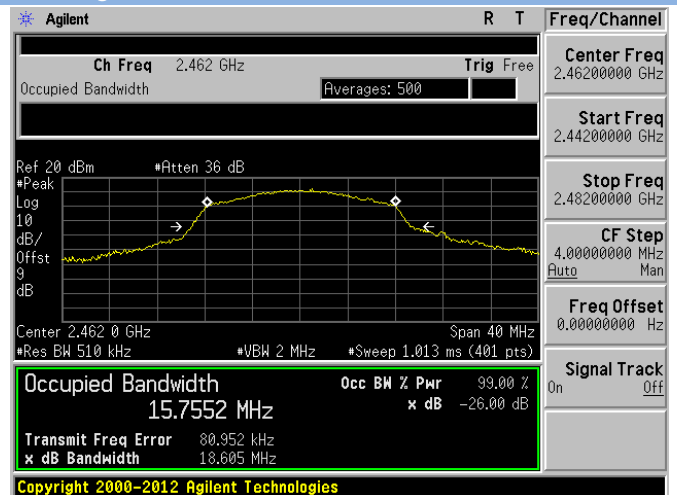 Agilent R T Freq/Channel
Ch Freq 2.462 GHz Trig Free
Occupied Bandwidth Averages: 500
Center Freq
2.46200000 GHz
Start Freq
2.44200000 GHz
Stop Freq
2.48200000 GHz
CF Step
4.00000000 MHz
Auto Man
Freq Offset
0.00000000 Hz
Signal Track
On Off
Ref 20 dBm #Atten 36 dB
#Peak
Log
10
dB/
Offst
9
dB
Center 2.462 0 GHz Span 40 MHz
#Res BW 510 kHz #VBW 2 MHz #Sweep 1.013 ms (401 pts)
Occupied Bandwidth Occ BW % Pwr 99.00 %
15.7552 MHz x dB -26.00 dB
Transmit Freq Error 80.952 kHz
x dB Bandwidth 18.605 MHz
Copyright 2000-2012 Agilent Technologies